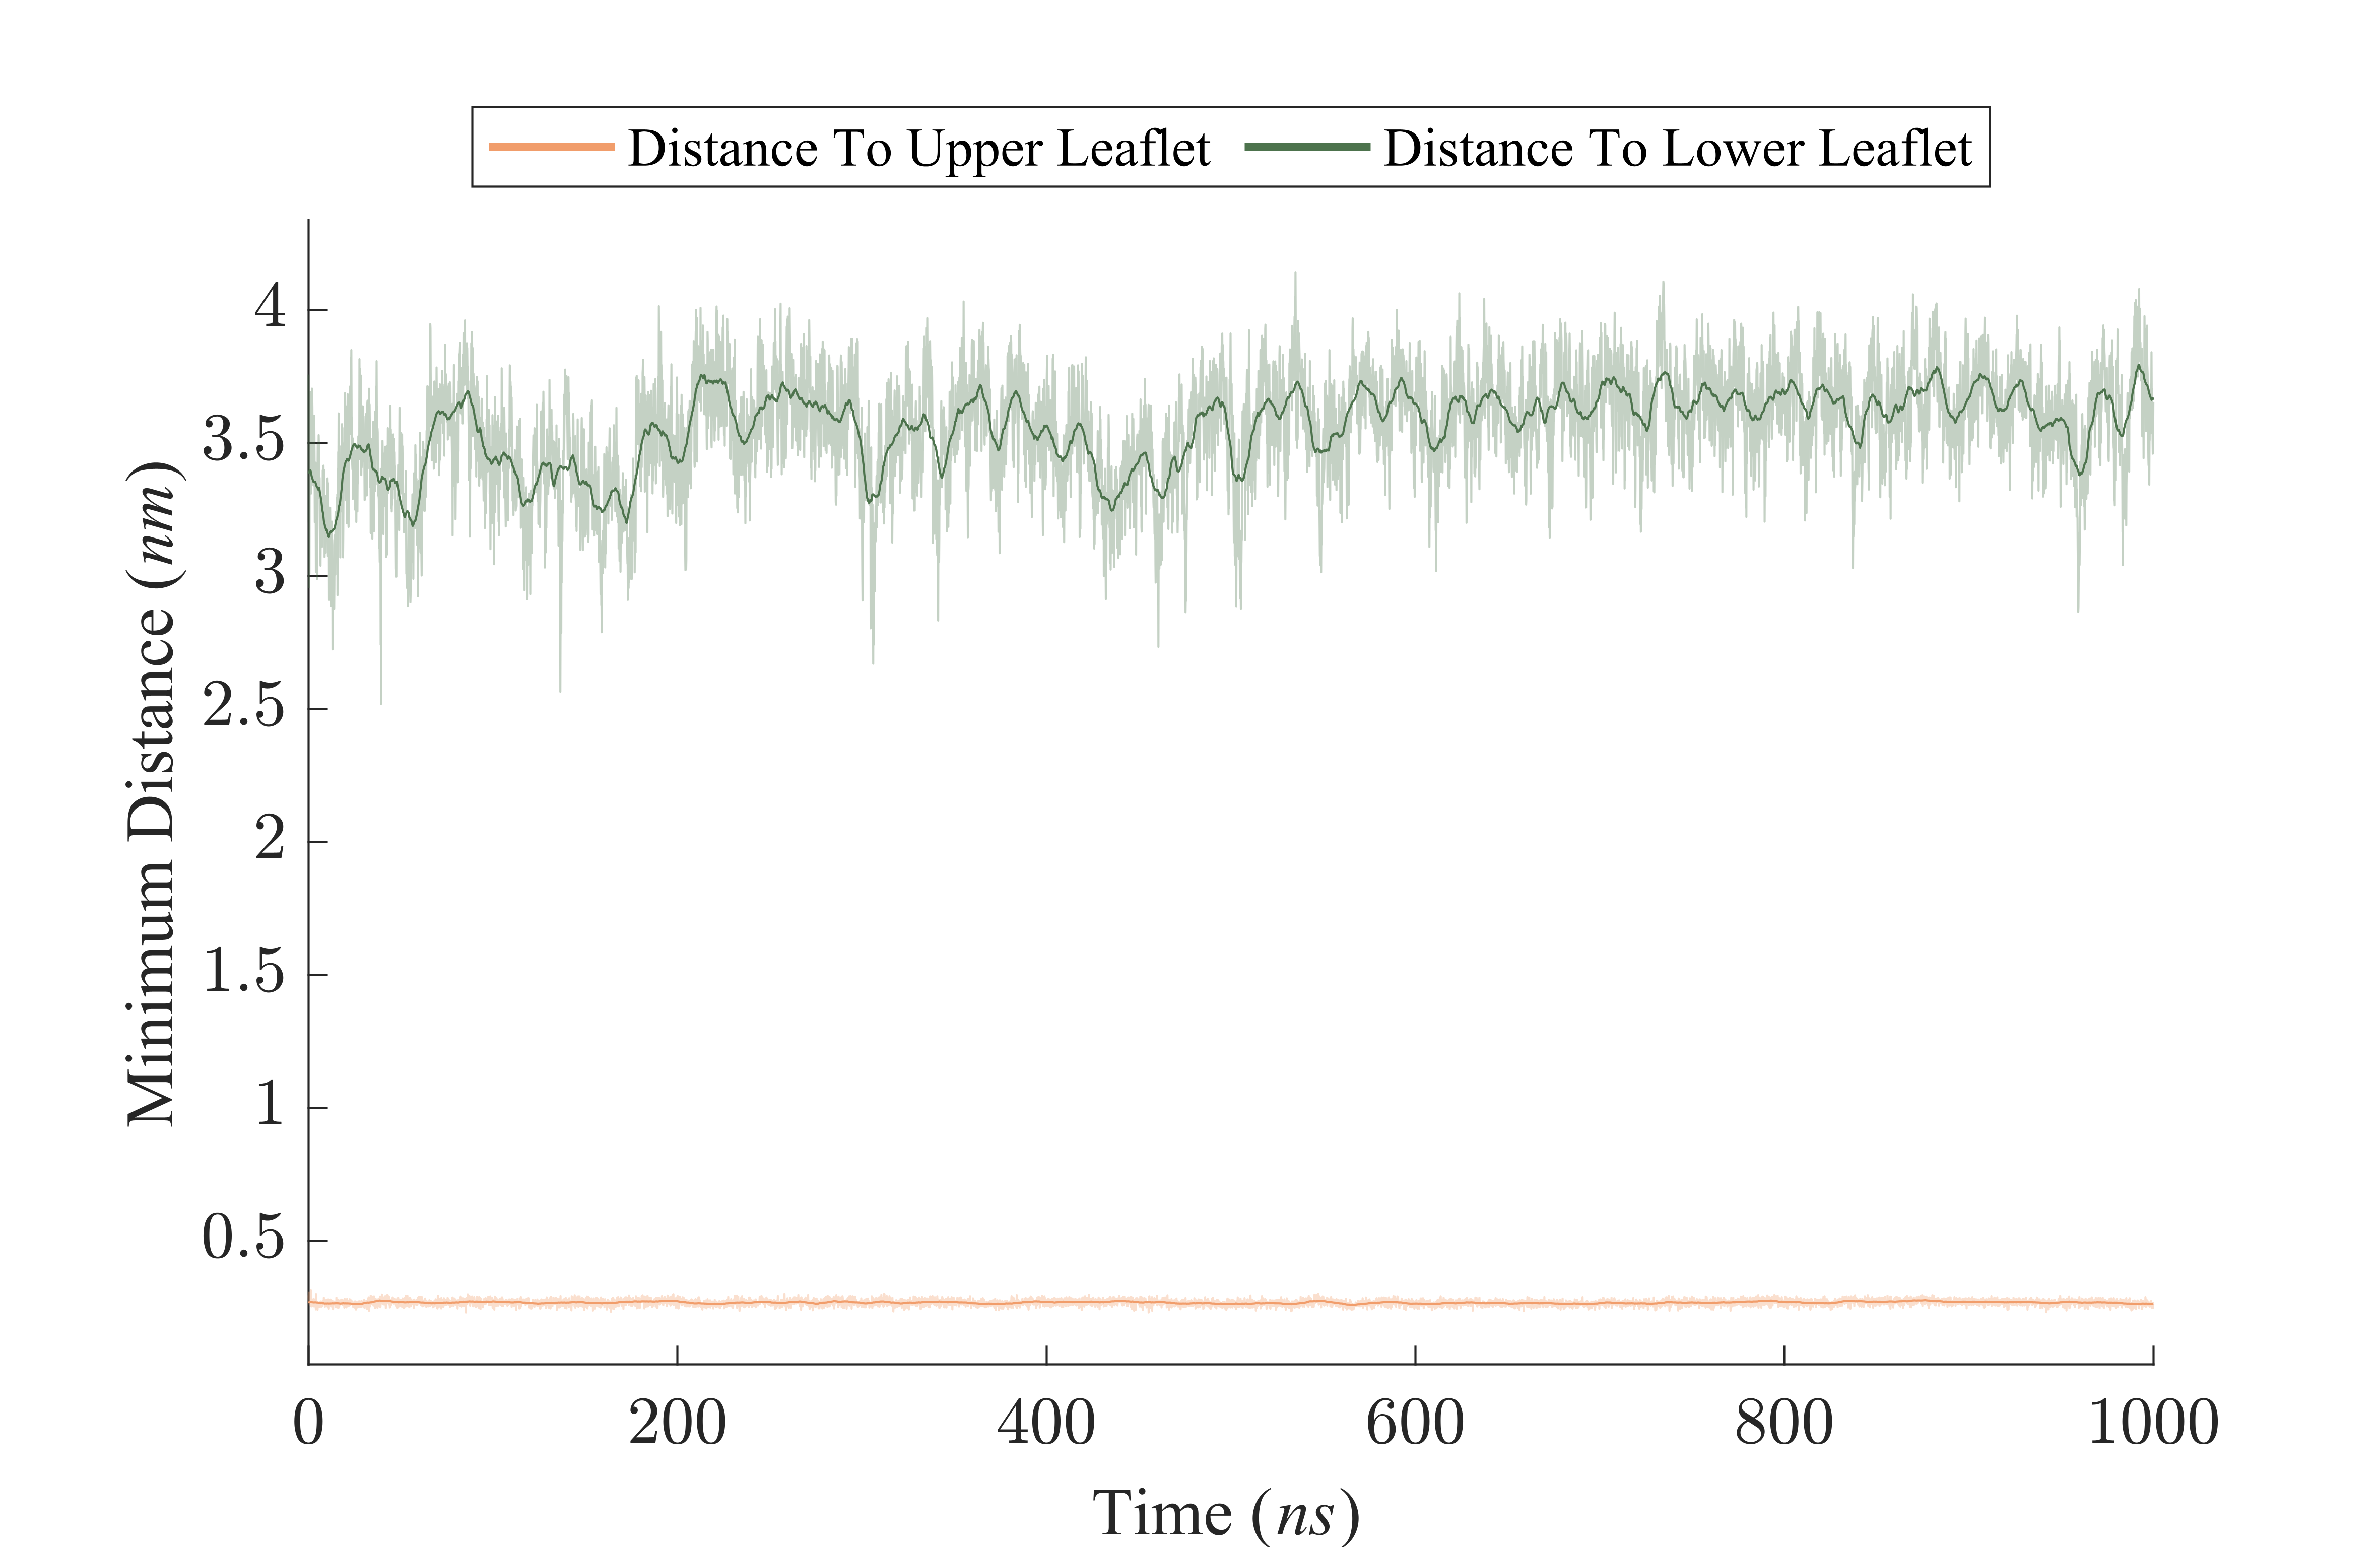 Distance To Upper Leaflet Distance To Lower Leaflet
Minimum Distance (nm)
4
3.5
3
2.5
2
1.5
1
0.5
0 200 400 600 800 1000
Time (ns)